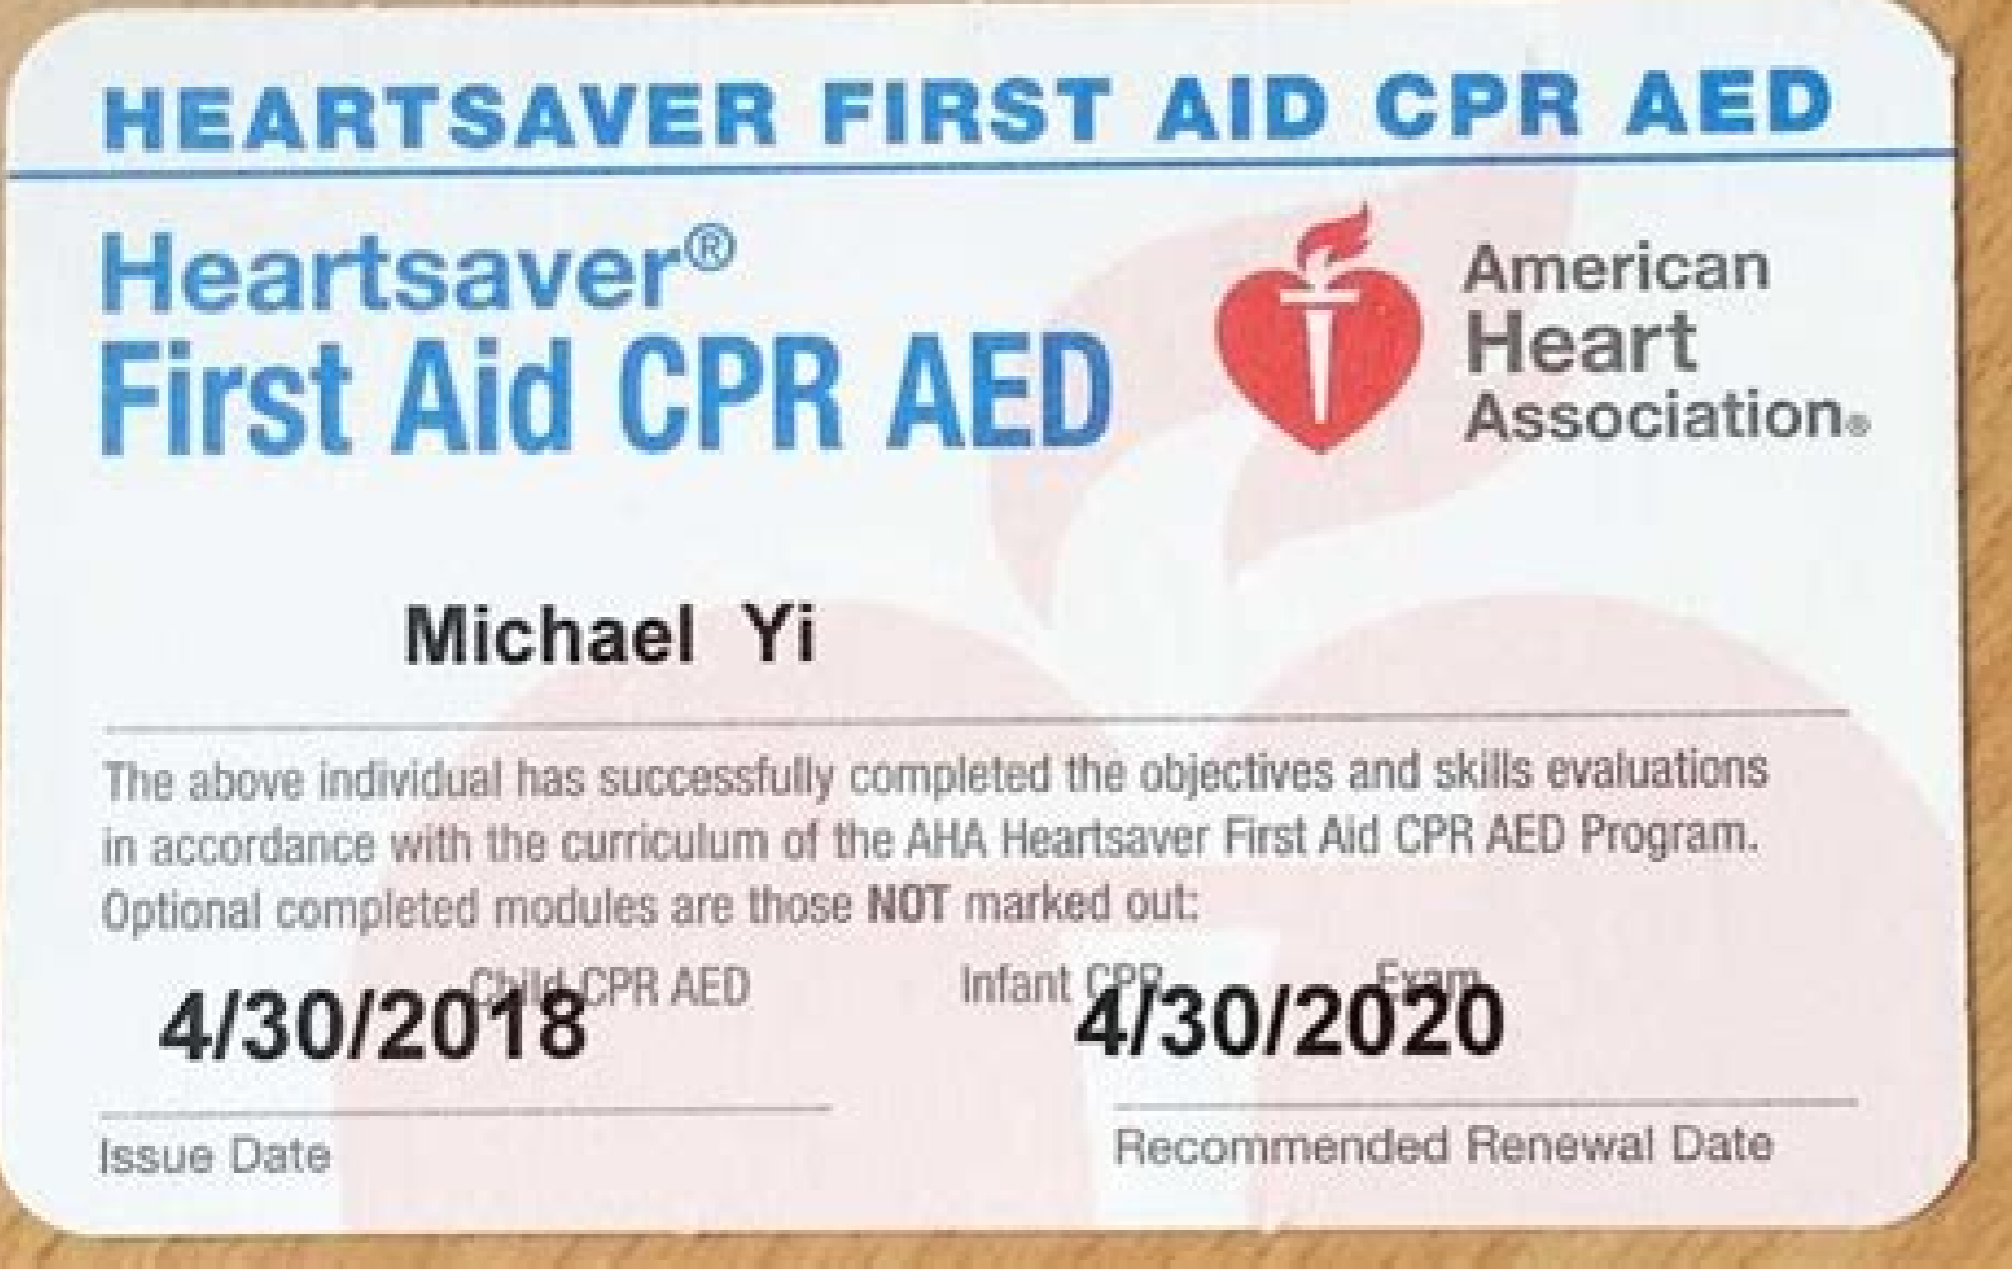 HEARTSAVER FIRST AID CPR AED
Heartsaver®
First Aid CPR AED
American
Heart
Association®
Michael Yi
The above individual has successfully completed the objectives and skills evaluations
in accordance with the curriculum of the AHA Heartsaver First Aid CPR AED Program.
Optional completed modules are those NOT marked out:
Child CPR AED Infant CPR Exam
4/30/2018 4/30/2020
Issue Date Recommended Renewal Date